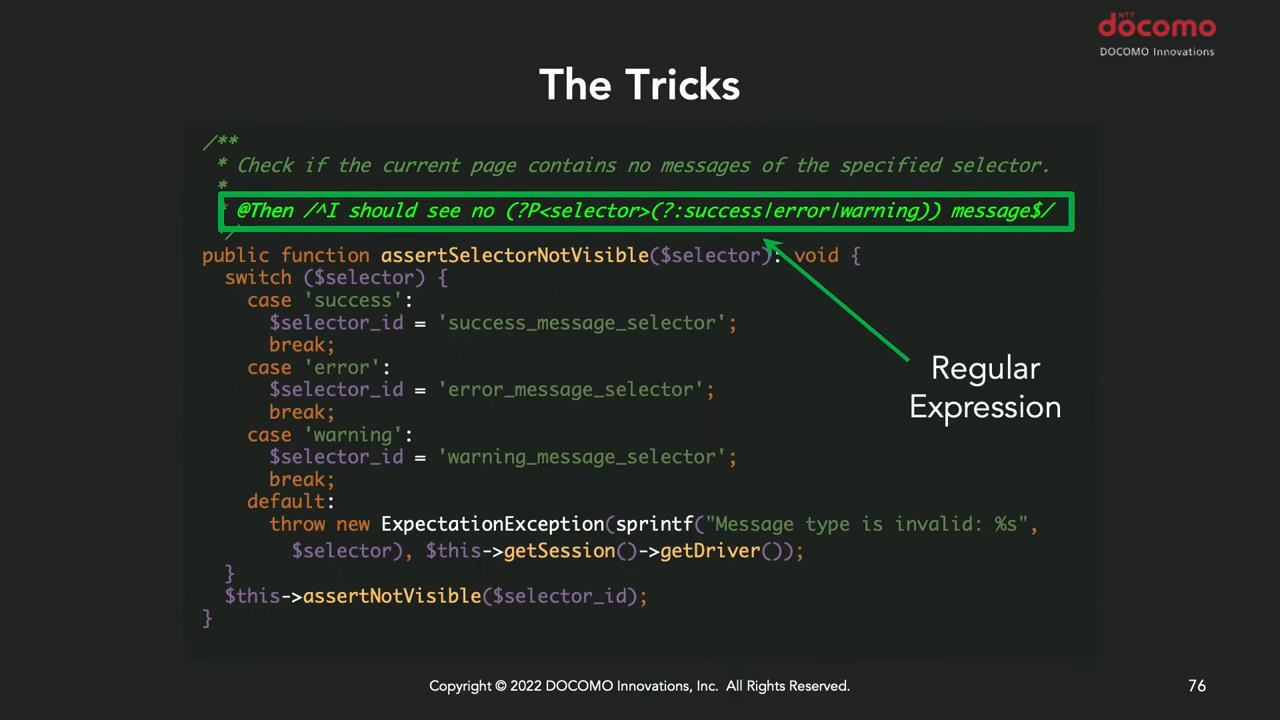 NTT
döcomo
DOCOMO Innovations
The Tricks
/**
* Check if the current page contains no messages of the specified selector.
*
* @Then /^I should see no (?P<selector>(?:success|error|warning)) message$/
*/
public function assertSelectorNotVisible($selector): void {
switch ($selector) {
case 'success':
$selector_id = 'success_message_selector';
break;
case 'error':
$selector_id = 'error_message_selector';
break;
case 'warning':
$selector_id = 'warning_message_selector';
break;
default:
throw new ExpectationException(sprintf("Message type is invalid: %s",
$selector), $this->getSession()->getDriver());
}
$this->assertNotVisible($selector_id);
}
Regular
Expression
Copyright © 2022 DOCOMO Innovations, Inc. All Rights Reserved.
76